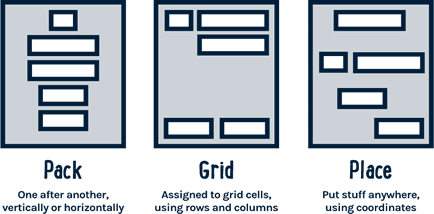 Pack
One after another,
vertically or horizontally
Grid
Assigned to grid cells,
using rows and columns
Place
Put stuff anywhere,
using coordinates